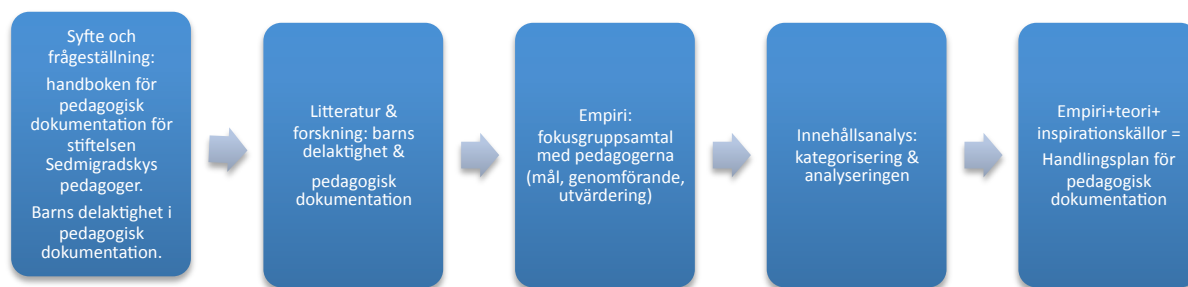 Syfte och
frågeställning:
handboken för
pedagogisk
dokumentation för
stiftelsen
Sedmigradskys
pedagoger.
Barns delaktighet i
pedagogisk
dokumentation.
Litteratur &
forskning: barns
delaktighet &
pedagogisk
dokumentation
Empiri:
fokusgruppsamtal
med pedagogerna
(mål, genomförande,
utvärdering)
Innehållsanalys:
kategorisering &
analyseringen
Empiri+teori+
inspirationskällor =
Handlingsplan för
pedagogisk
dokumentation